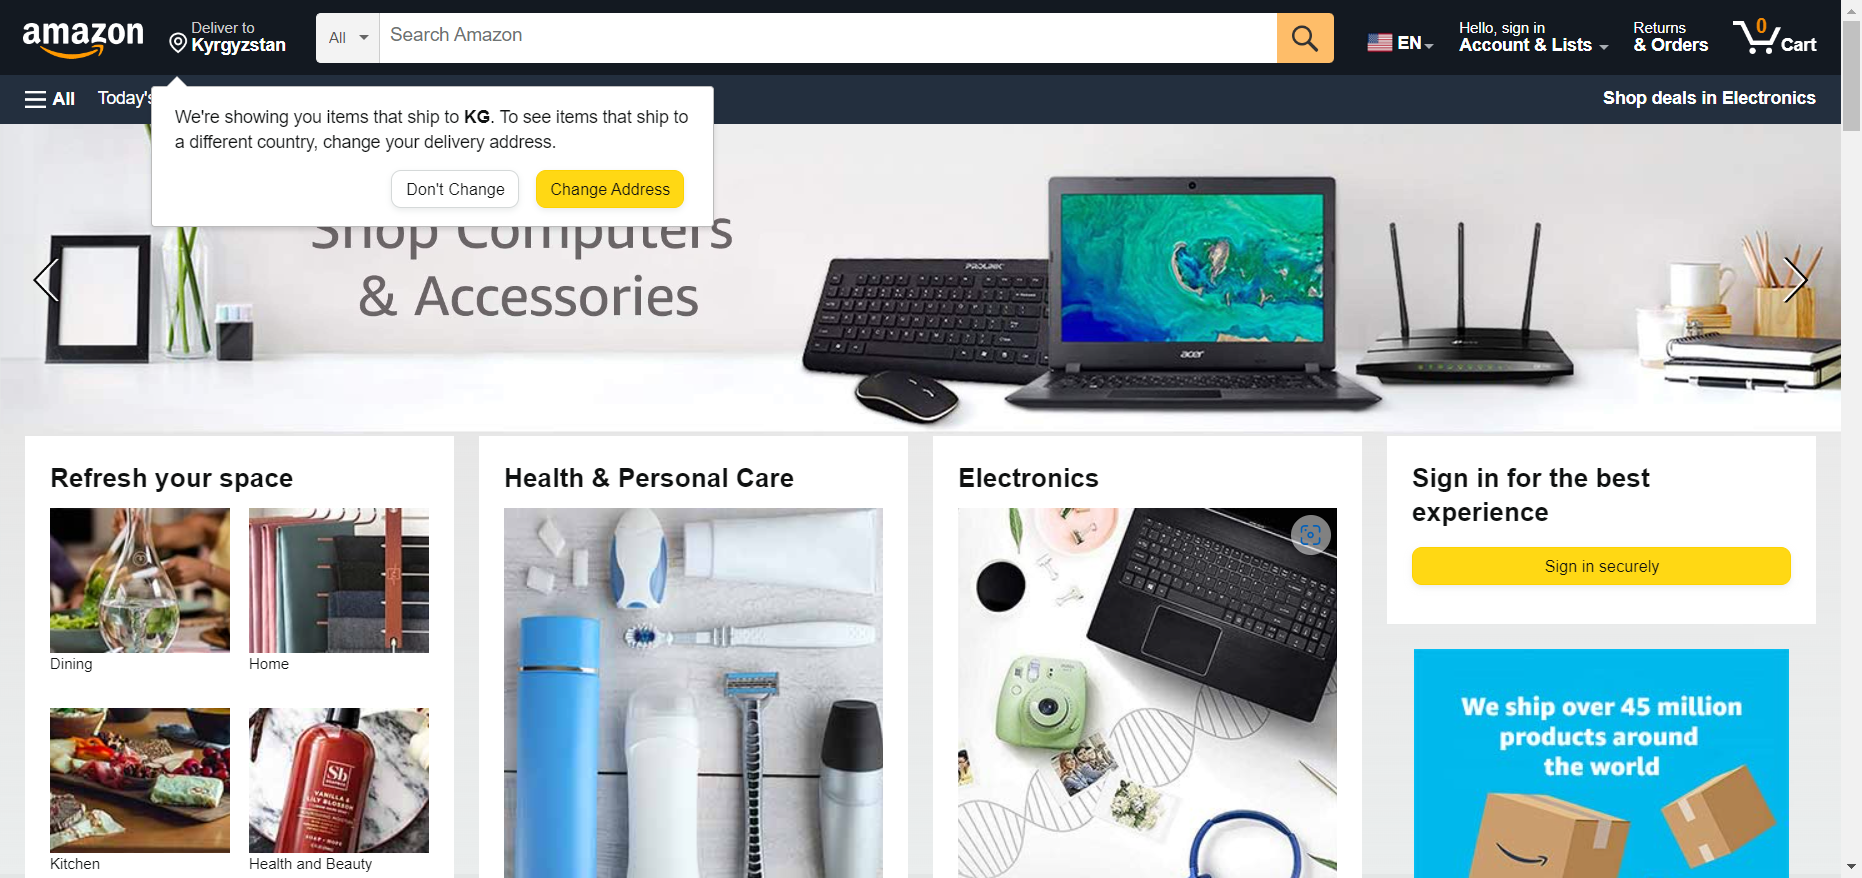 amazon
Deliver to
Kyrgyzstan
All
Search Amazon
EN
Hello, sign in
Account & Lists
Returns
& Orders
0
Cart
All
Today's
Shop deals in Electronics
We're showing you items that ship to KG. To see items that ship to
a different country, change your delivery address.
Don't Change
Change Address
Shop Computers
& Accessories
PROLINK
acer
Refresh your space
Dining
Home
Kitchen
Health and Beauty
Sb
VANILLA &
LILY BLOSSOM
Health & Personal Care
Electronics
Sign in for the best
experience
Sign in securely
We ship over 45 million
products around
the world